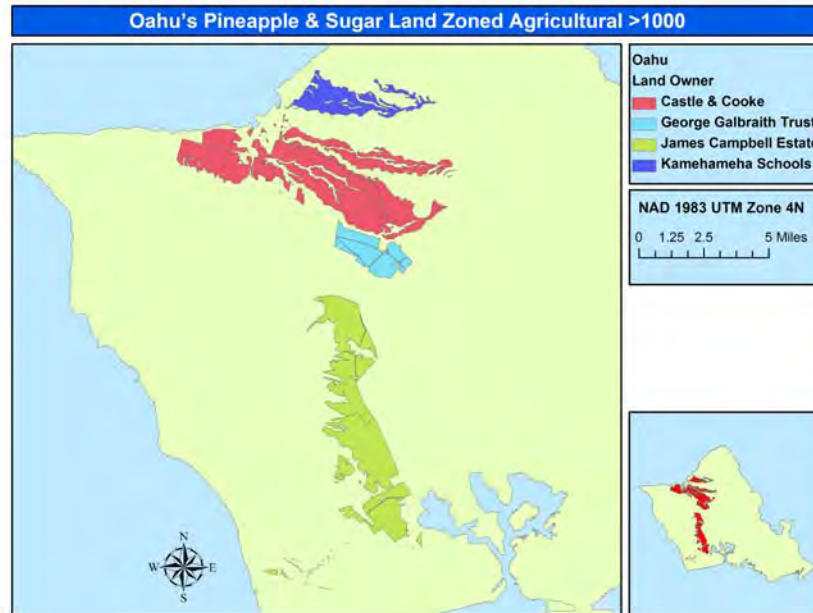 Oahu's Pineapple & Sugar Land Zoned Agricultural >1000
Oahu
Land Owner
Castle & Cooke
George Galbraith Trust
James Campbell Estate
Kamehameha Schools
NAD 1983 UTM Zone 4N
0 1.25 2.5 5 Miles
N
W E
S